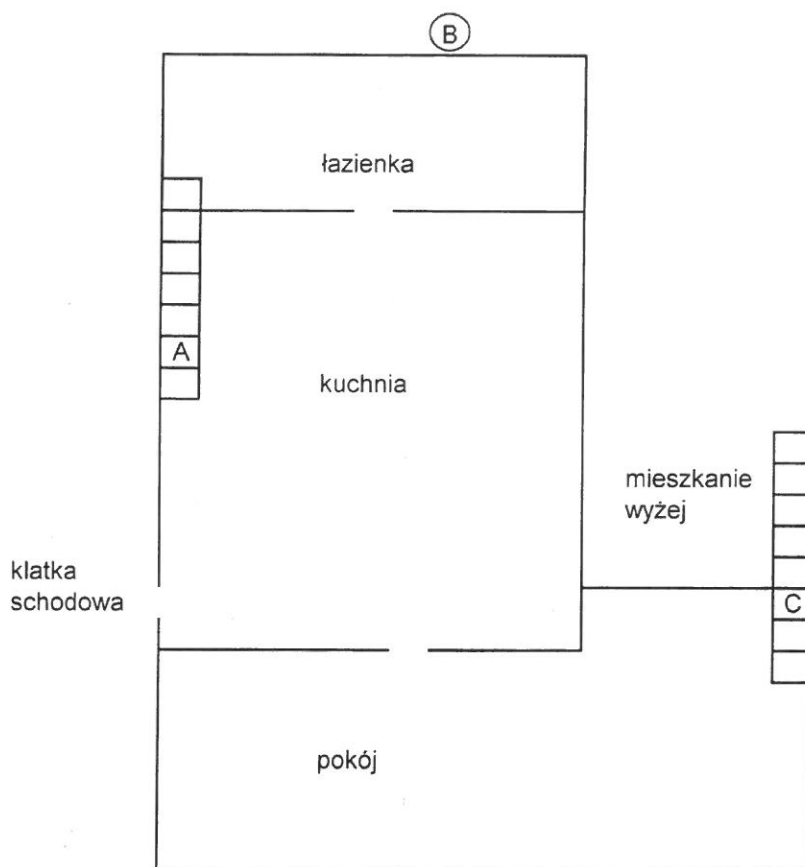 B
łazienka
A
kuchnia
mieszkanie
wyżej
klatka
schodowa
C
pokój